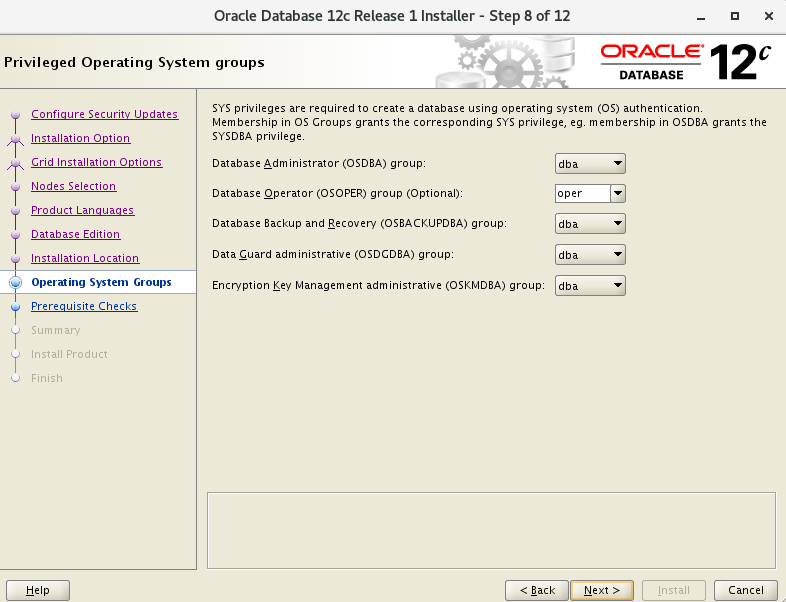 Oracle Database 12c Release 1 Installer - Step 8 of 12
Privileged Operating System groups
ORACLE
DATABASE
12c
Configure Security Updates
Installation Option
Grid Installation Options
Nodes Selection
Product Languages
Database Edition
Installation Location
Operating System Groups
Prerequisite Checks
Summary
Install Product
Finish
SYS privileges are required to create a database using operating system (OS) authentication.
Membership in OS Groups grants the corresponding SYS privilege, eg. membership in OSDBA grants the
SYSDBA privilege.
Database Administrator (OSDBA) group: dba
Database Operator (OSOPER) group (Optional): oper
Database Backup and Recovery (OSBACKUPDBA) group: dba
Data Guard administrative (OSDGDBA) group: dba
Encryption Key Management administrative (OSKMDBA) group: dba
Help
< Back
Next >
Install
Cancel